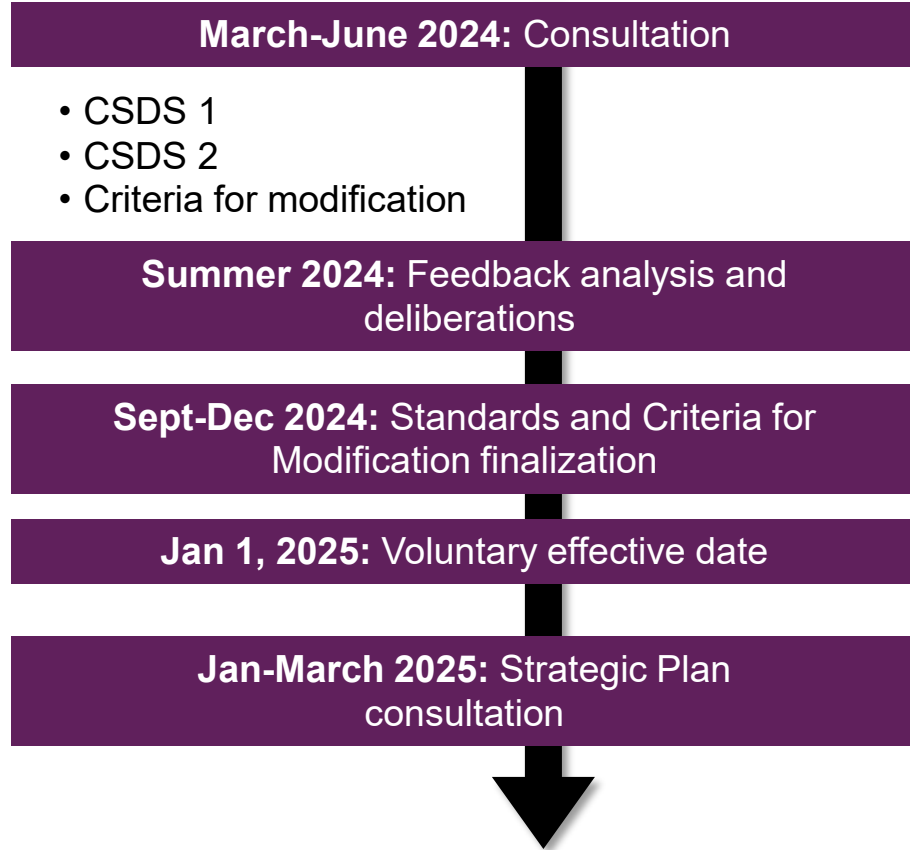 March-June 2024: Consultation
• CSDS 1
• CSDS 2
• Criteria for modification
Summer 2024: Feedback analysis and
deliberations
Sept-Dec 2024: Standards and Criteria for
Modification finalization
Jan 1, 2025: Voluntary effective date
Jan-March 2025: Strategic Plan
consultation